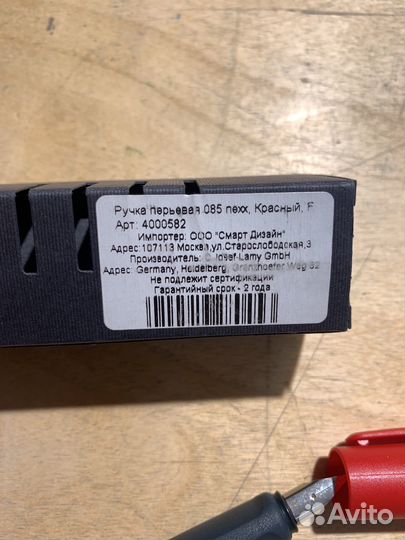 Ручка перьевая 085 nexx, Красный, F
Арт: 4000582
Импортер: ООО "Смарт Дизайн"
Адрес:107113 Москва,ул.Старослободская,3
Производитель: C. Josef-Lamy GmbH
Адрес: Germany, Heidelberg, Grenzhoefer Weg 32
Не подлежит сертификации
Гарантийный срок - 2 года
Avito